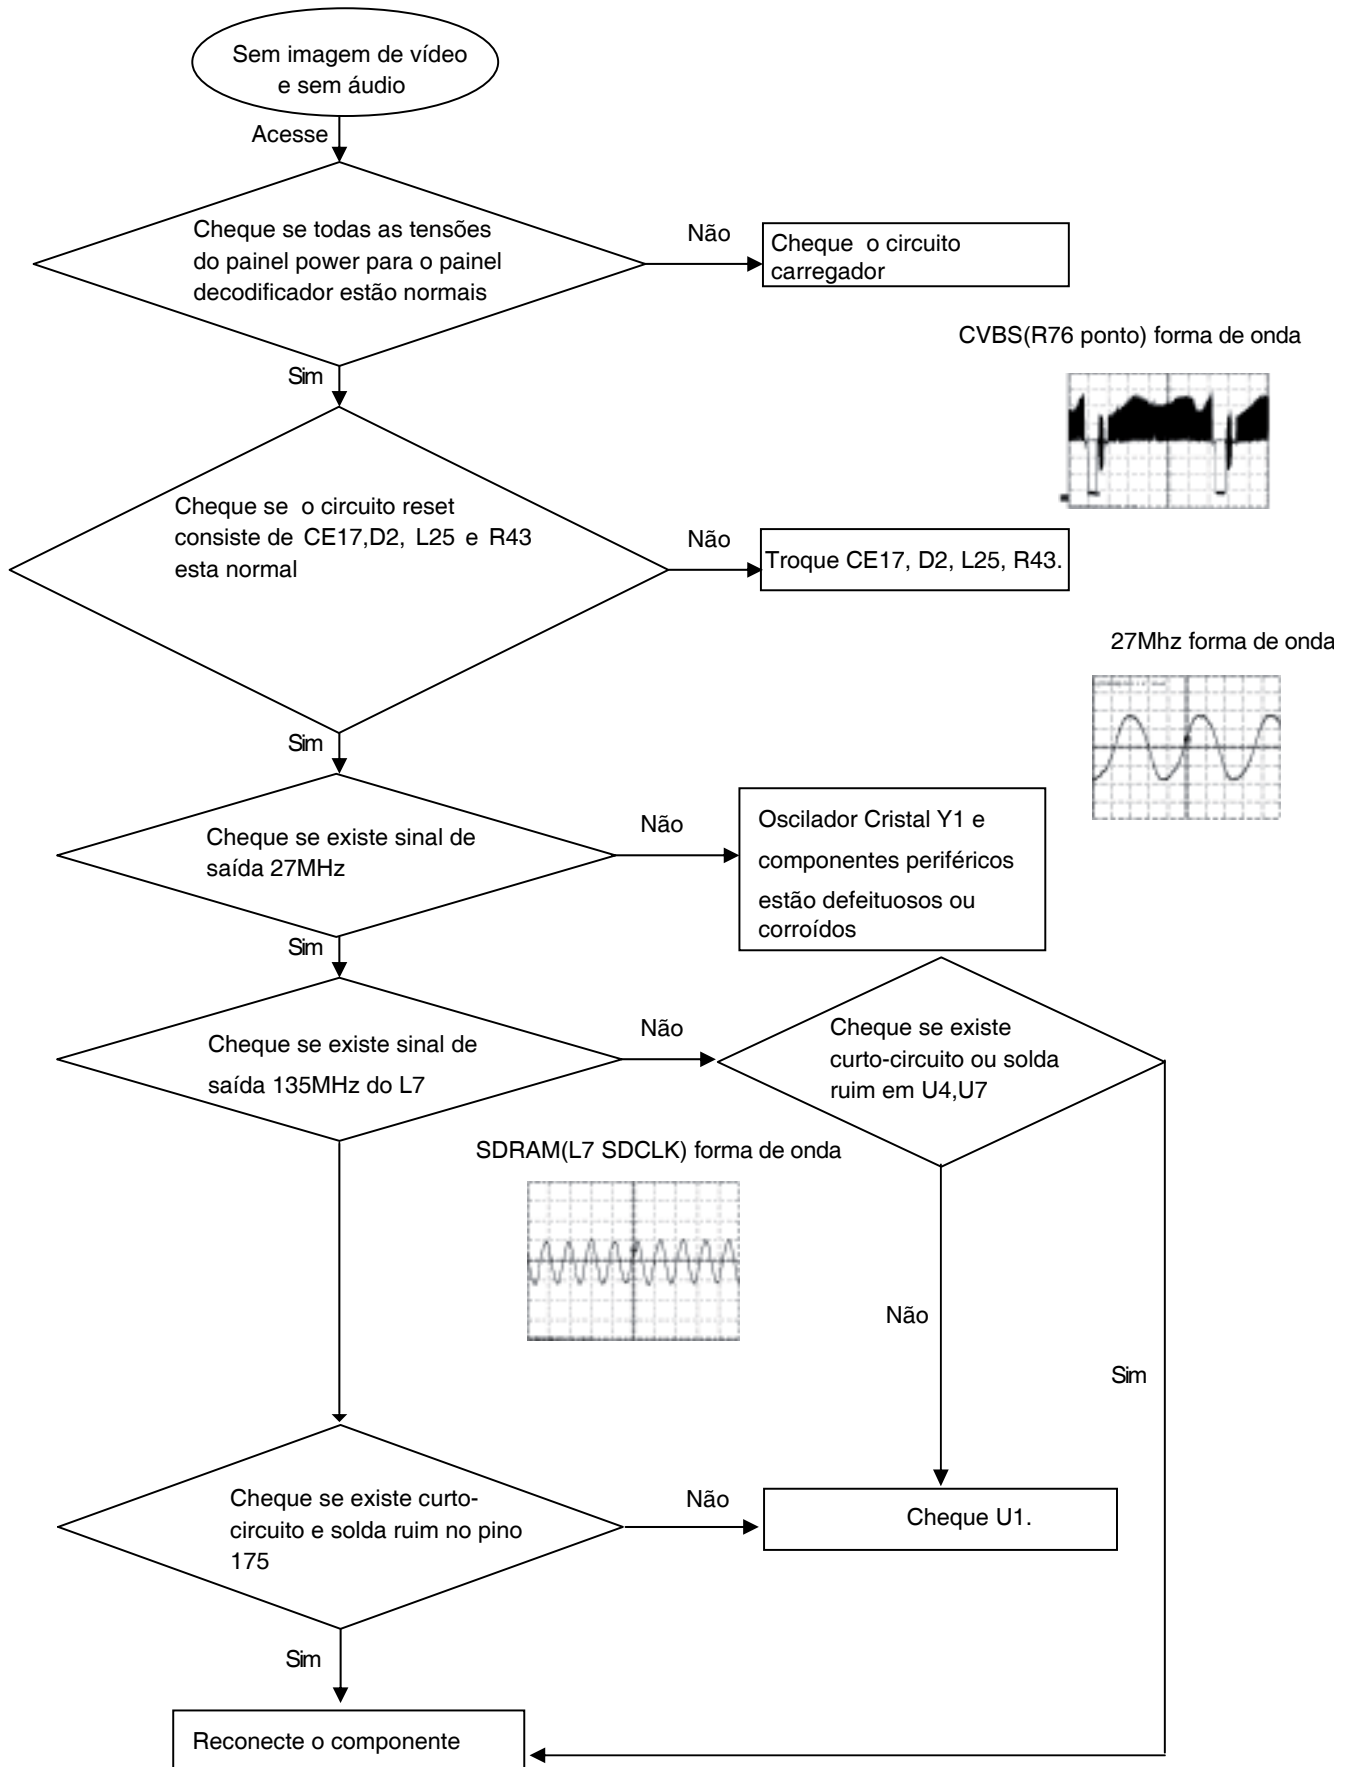 Sem imagem de vídeo
e sem áudio
Acesse
Cheque se todas as tensões
do painel power para o painel
decodificador estão normais
Não
Cheque o circuito
carregador
CVBS(R76 ponto) forma de onda
Sim
Cheque se o circuito reset
consiste de CE17,D2, L25 e R43
esta normal
Não
Troque CE17, D2, L25, R43.
27Mhz forma de onda
Sim
Cheque se existe sinal de
saída 27MHz
Não
Oscilador Cristal Y1 e
componentes periféricos
estão defeituosos ou
corroídos
Sim
Cheque se existe sinal de
saída 135MHz do L7
Não
Cheque se existe
curto-circuito ou solda
ruim em U4,U7
SDRAM(L7 SDCLK) forma de onda
Não
Sim
Cheque se existe curto-
circuito e solda ruim no pino
175
Não
Cheque U1.
Sim
Reconecte o componente